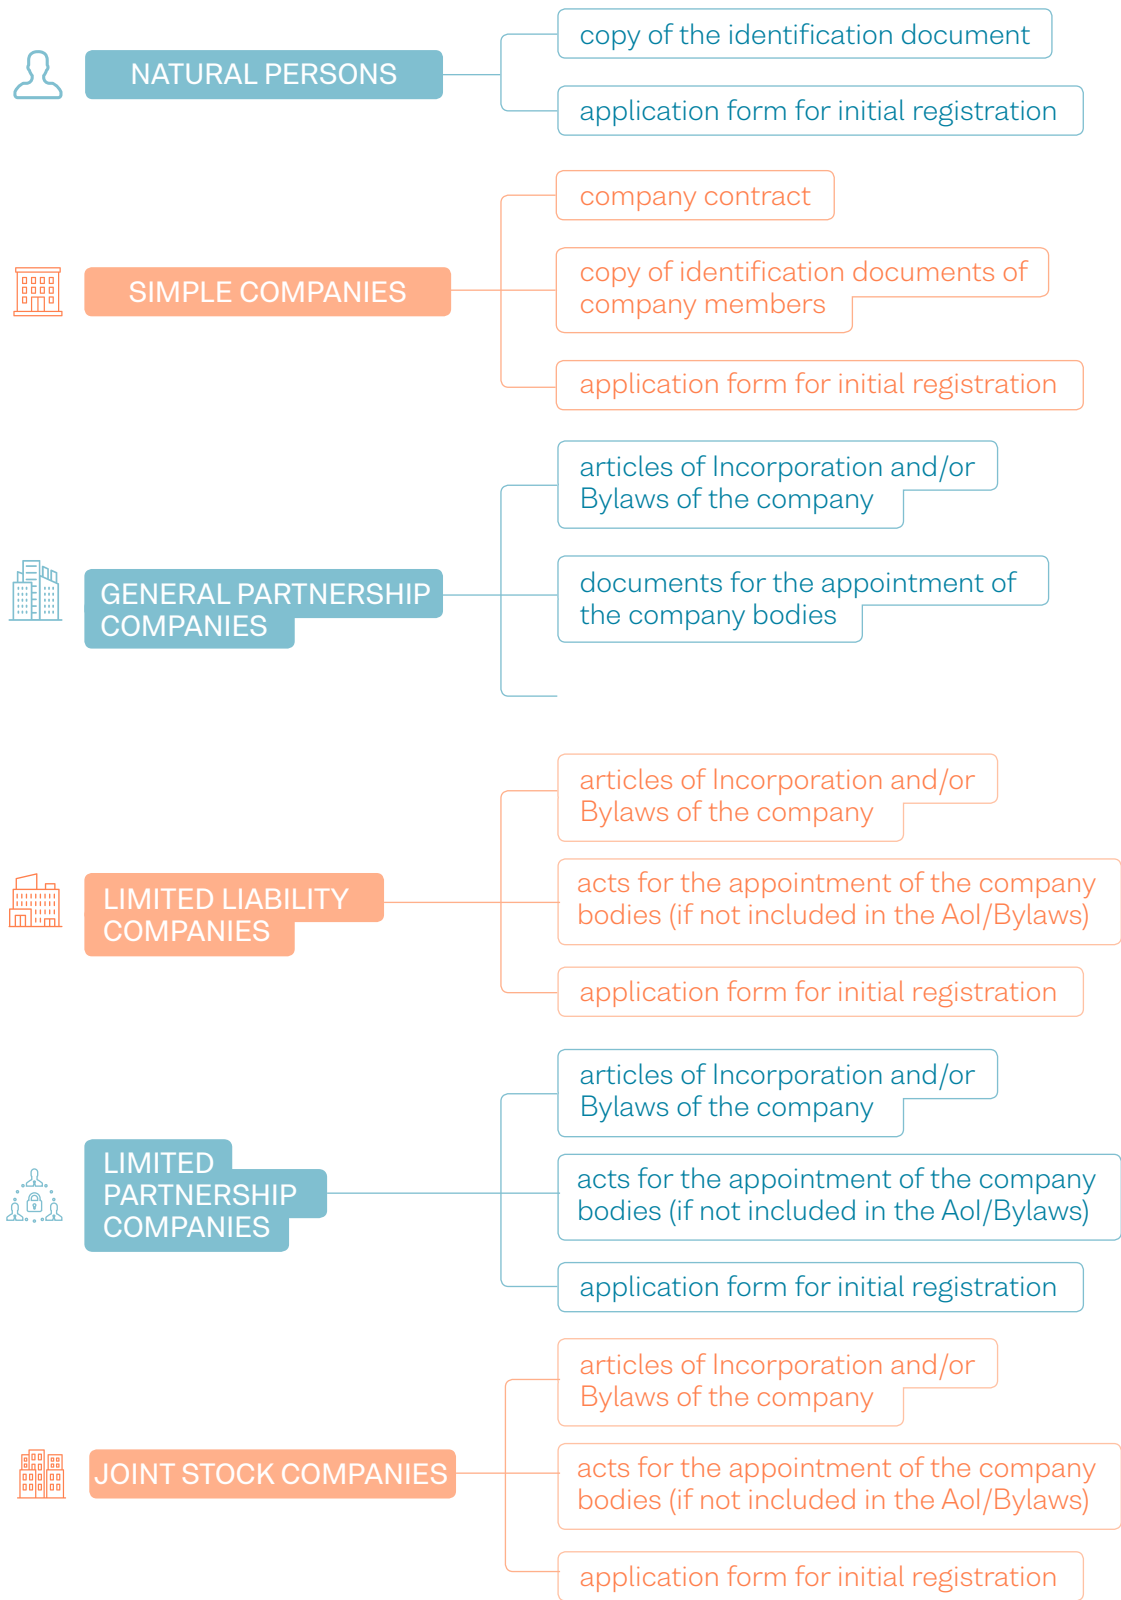 NATURAL PERSONS
copy of the identification document
application form for initial registration
SIMPLE COMPANIES
company contract
copy of identification documents of
company members
application form for initial registration
GENERAL PARTNERSHIP
COMPANIES
articles of Incorporation and/or
Bylaws of the company
documents for the appointment of
the company bodies
LIMITED LIABILITY
COMPANIES
articles of Incorporation and/or
Bylaws of the company
acts for the appointment of the company
bodies (if not included in the AoI/Bylaws)
application form for initial registration
LIMITED
PARTNERSHIP
COMPANIES
articles of Incorporation and/or
Bylaws of the company
acts for the appointment of the company
bodies (if not included in the AoI/Bylaws)
application form for initial registration
JOINT STOCK COMPANIES
articles of Incorporation and/or
Bylaws of the company
acts for the appointment of the company
bodies (if not included in the AoI/Bylaws)
application form for initial registration